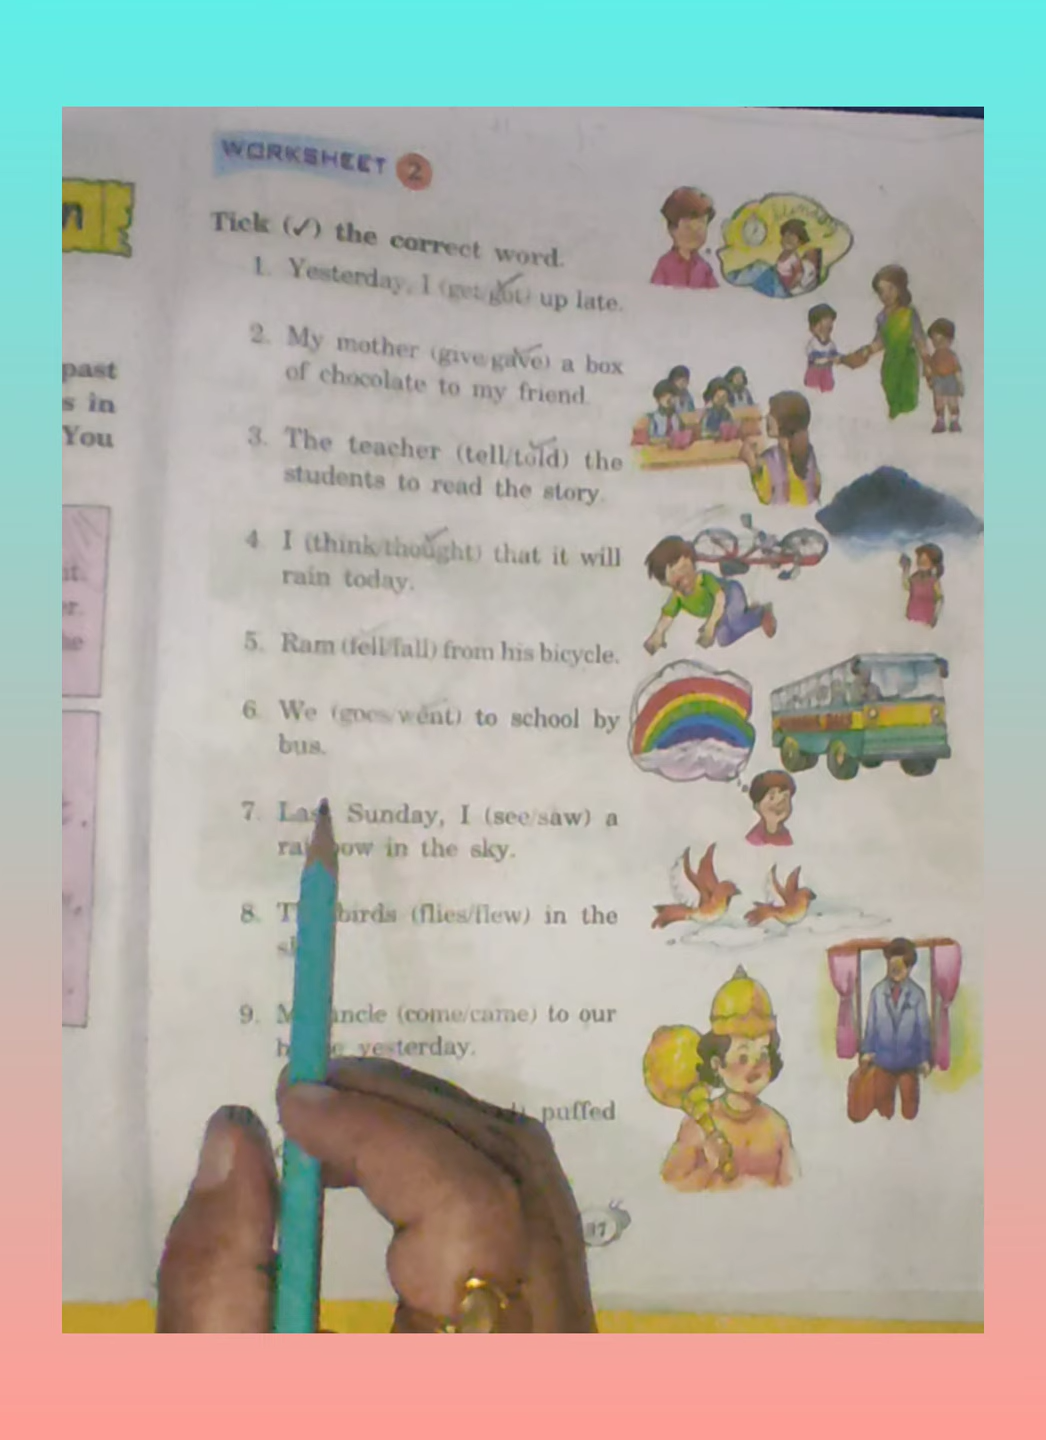 WORKSHEET 2
Tick (✓) the correct word.
1. Yesterday, I (get/got) up late.
2. My mother (give/gave) a box
of chocolate to my friend.
3. The teacher (tell/told) the
students to read the story.
4. I (think/thought) that it will
rain today.
5. Ram (fell/fall) from his bicycle.
6. We (goes/went) to school by
bus.
7. Sunday, I (see/saw) a
in the sky.
8. birds (flies/flew) in the
9. (come/came) to our
yesterday.
puffed
37
past
s in
You